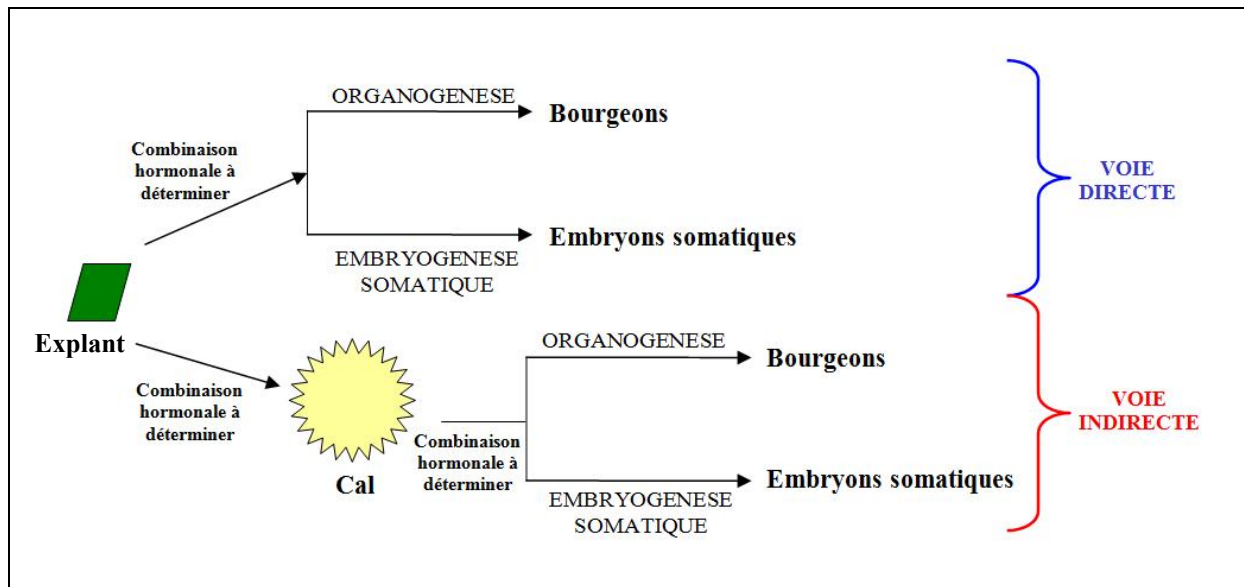 ORGANOGENESE
Bourgeons
Combinaison
hormonale à
déterminer
VOIE
DIRECTE
Embryons somatiques
EMBRYOGENESE
SOMATIQUE
Explant
ORGANOGENESE
Bourgeons
Combinaison
hormonale à
déterminer
VOIE
INDIRECTE
Combinaison
hormonale à
déterminer
Cal
Embryons somatiques
EMBRYOGENESE
SOMATIQUE